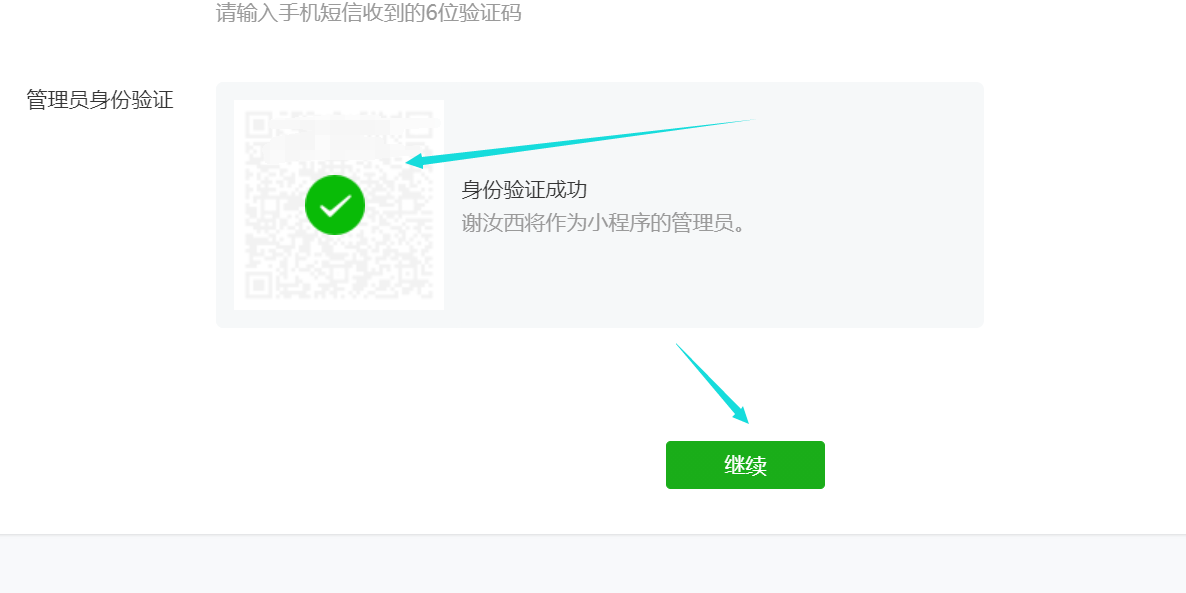 请输入手机短信收到的6位验证码
管理员身份验证
身份验证成功
谢汝西将作为小程序的管理员。
继续